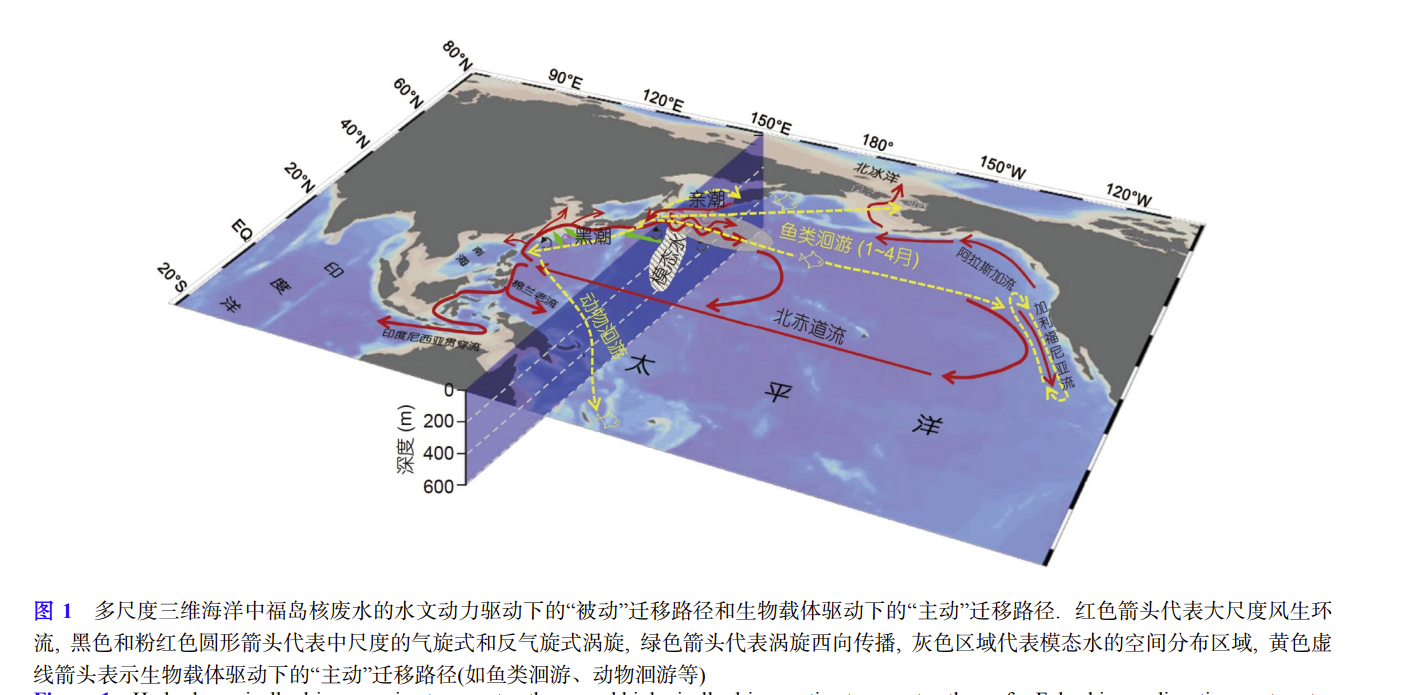 80°N
90°E
60°N
120°E
150°E
40°N
180°
150°W
20°N
120°W
北冰洋
亲潮
EQ
黑潮
鱼类洄游 (1~4月)
南海
模态水
阿拉斯加流
20°S
印度洋
棉兰老流
动物洄游
北赤道流
加利福尼亚流
印度尼西亚贯穿流
太平洋
0
200
400
600
深度 (m)
图 1 多尺度三维海洋中福岛核废水的水文动力驱动下的“被动”迁移路径和生物载体驱动下的“主动”迁移路径. 红色箭头代表大尺度风生环
流, 黑色和粉红色圆形箭头代表中尺度的气旋式和反气旋式涡旋, 绿色箭头代表涡旋西向传播, 灰色区域代表模态水的空间分布区域, 黄色虚
线箭头表示生物载体驱动下的“主动”迁移路径(如鱼类洄游、动物洄游等)